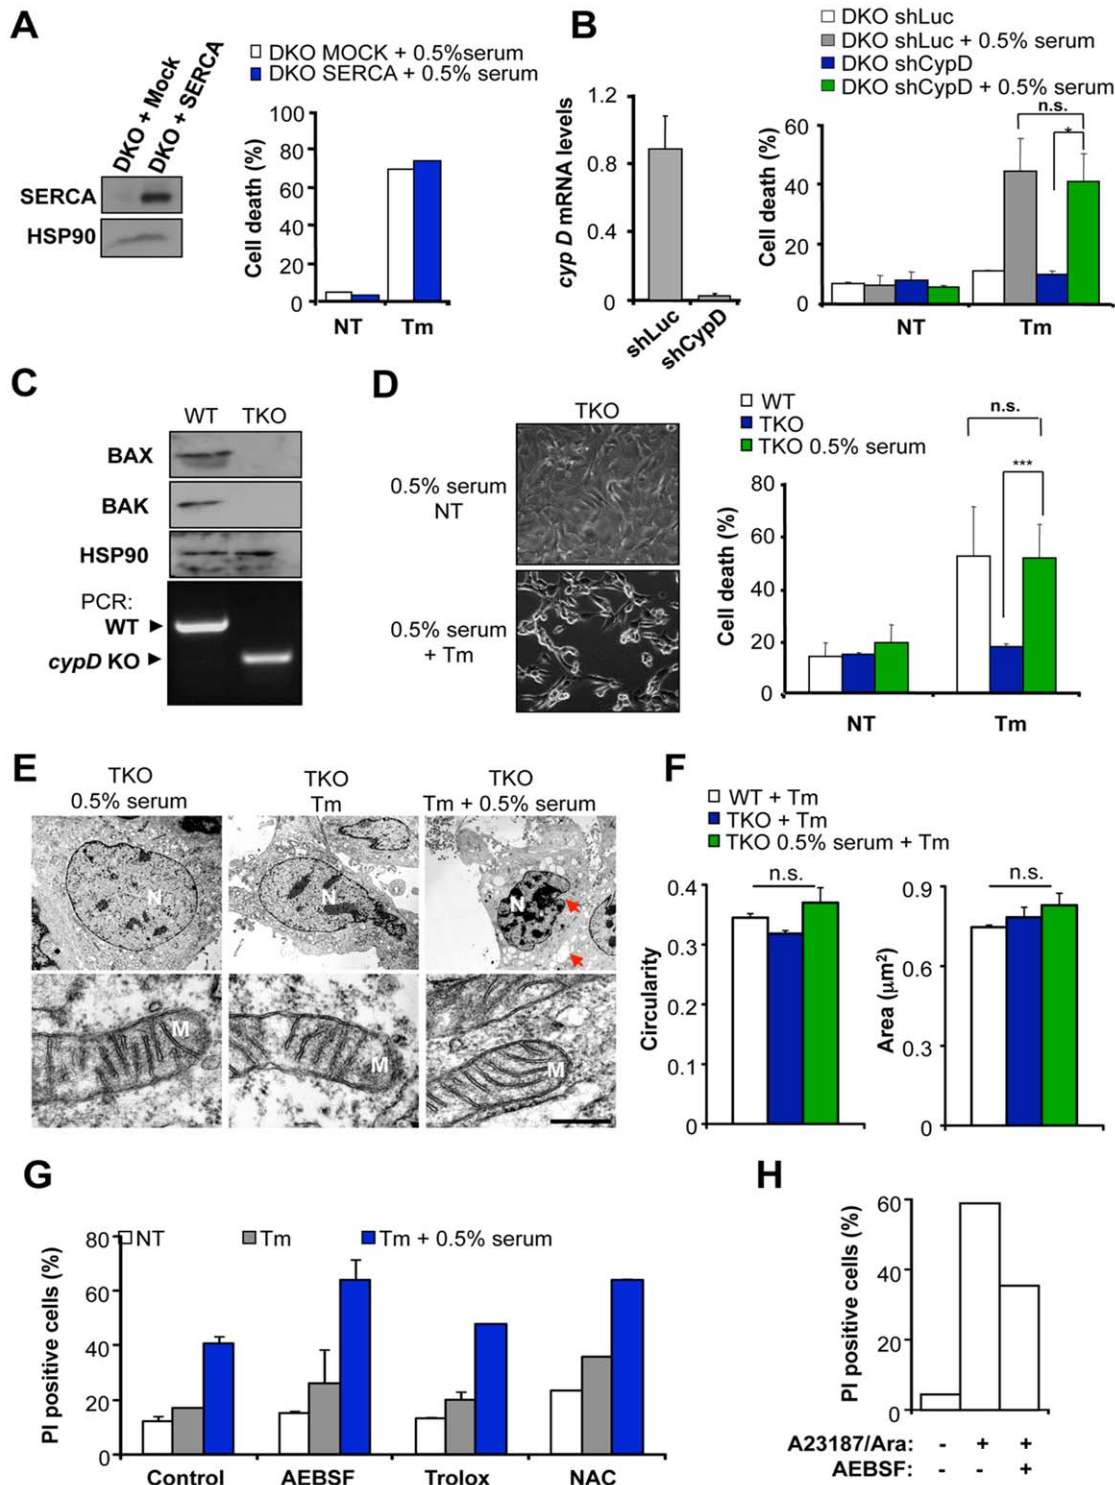 A
DKO + Mock
DKO + SERCA
SERCA
HSP90
DKO MOCK + 0.5%serum
DKO SERCA + 0.5% serum
Cell death (%)
100
80
60
40
20
0
NT
Tm
B
cyp D mRNA levels
1.2
0.8
0.4
0
shLuc
shCypD
DKO shLuc
DKO shLuc + 0.5% serum
DKO shCypD
DKO shCypD + 0.5% serum
n.s.
*
Cell death (%)
60
40
20
0
NT
Tm
C
WT
TKO
BAX
BAK
HSP90
PCR:
WT
cypD KO
D
TKO
0.5% serum
NT
0.5% serum
+ Tm
WT
TKO
TKO 0.5% serum
n.s.
***
Cell death (%)
80
60
40
20
0
NT
Tm
E
TKO
0.5% serum
TKO
Tm
TKO
Tm + 0.5% serum
N
N
N
M
M
M
F
WT + Tm
TKO + Tm
TKO 0.5% serum + Tm
n.s.
Circularity
0.4
0.3
0.2
0.1
0
n.s.
Area (µm²)
0.9
0.6
0.3
0
G
NT
Tm
Tm + 0.5% serum
PI positive cells (%)
80
60
40
20
0
Control
AEBSF
Trolox
NAC
H
PI positive cells (%)
60
40
20
0
A23187/Ara: - + +
AEBSF: - - +